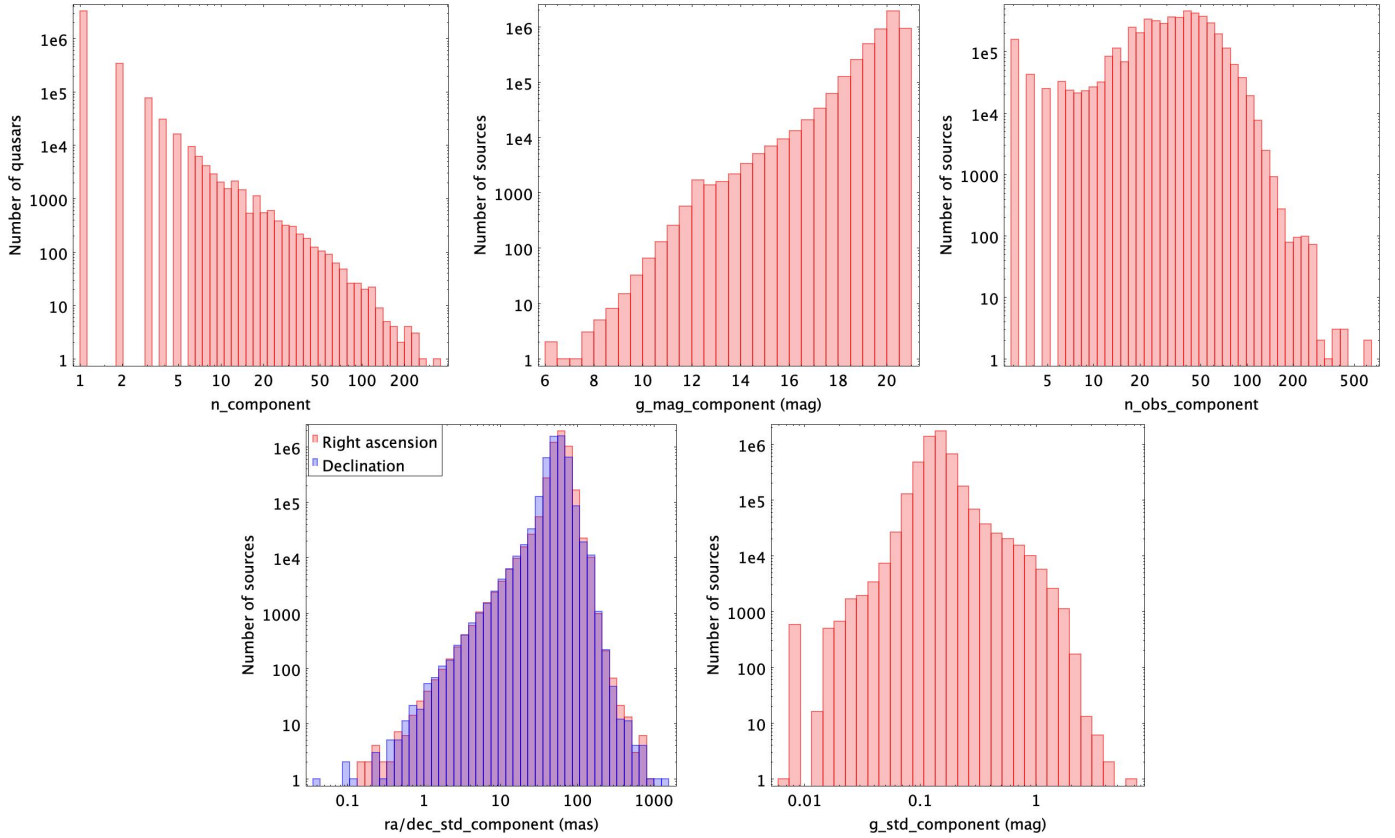 Number of quasars
1e6
1e5
1e4
1000
100
10
1
1 2 5 10 20 50 100 200
n_component
Number of sources
1e6
1e5
1e4
1000
100
10
1
6 8 10 12 14 16 18 20
g_mag_component (mag)
Number of sources
1e5
1e4
1000
100
10
1
5 10 20 50 100 200 500
n_obs_component
Right ascension
Declination
Number of sources
1e6
1e5
1e4
1000
100
10
1
0.1 1 10 100 1000
ra/dec_std_component (mas)
Number of sources
1e6
1e5
1e4
1000
100
10
1
0.01 0.1 1
g_std_component (mag)